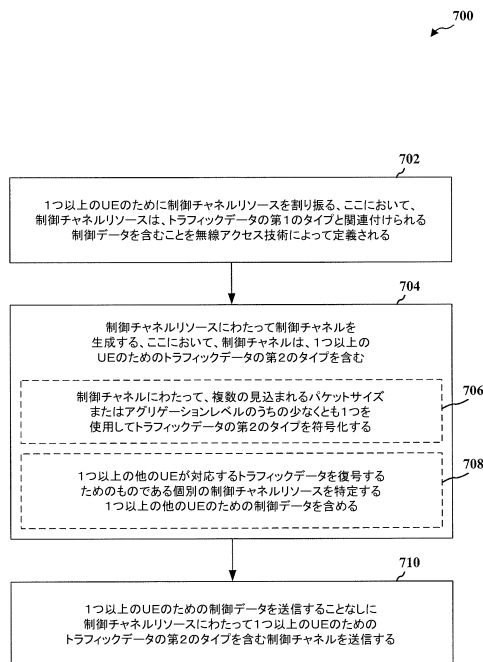 700
702
1つ以上のUEのために制御チャネルリソースを割り振る、ここにおいて、
制御チャネルリソースは、トラフィックデータの第1のタイプと関連付けられる
制御データを含むことを無線アクセス技術によって定義される
704
制御チャネルリソースにわたって制御チャネルを
生成する、ここにおいて、制御チャネルは、1つ以上の
UEのためのトラフィックデータの第2のタイプを含む
706
制御チャネルにわたって、複数の見込まれるパケットサイズ
またはアグリゲーションレベルのうちの少なくとも1つを
使用してトラフィックデータの第2のタイプを符号化する
708
1つ以上の他のUEが対応するトラフィックデータを復号する
ためのものである個別の制御チャネルリソースを特定する
1つ以上の他のUEのための制御データを含める
710
1つ以上のUEのための制御データを送信することなしに
制御チャネルリソースにわたって1つ以上のUEのための
トラフィックデータの第2のタイプを含む制御チャネルを送信する